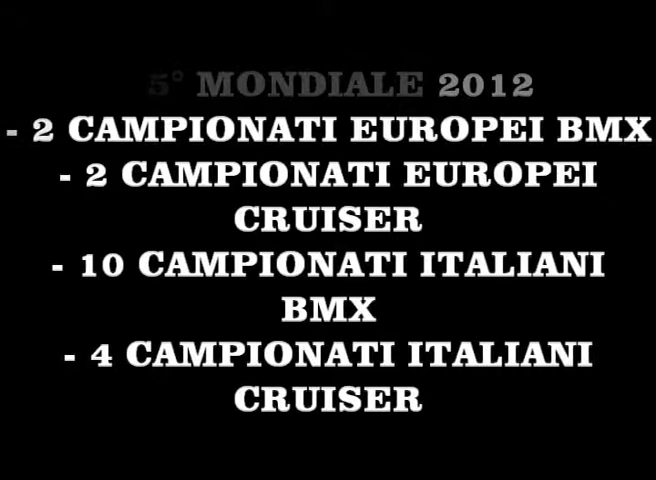 5° MONDIALE 2012
- 2 CAMPIONATI EUROPEI BMX
- 2 CAMPIONATI EUROPEI
CRUISER
- 10 CAMPIONATI ITALIANI
BMX
- 4 CAMPIONATI ITALIANI
CRUISER